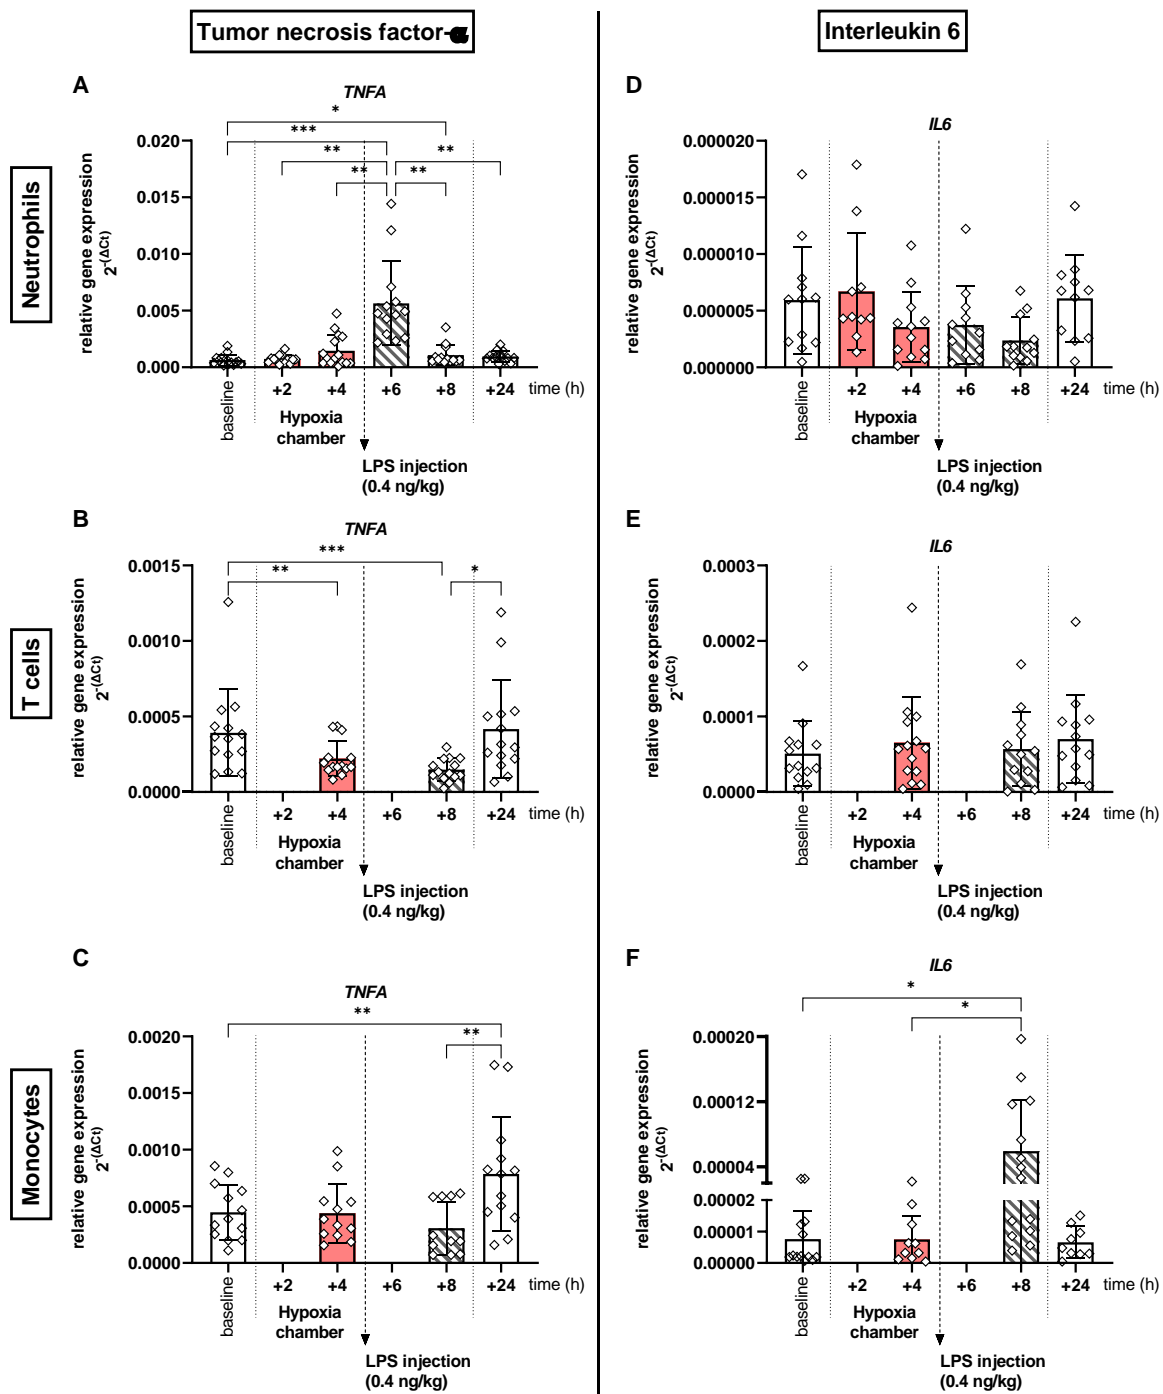 Tumor necrosis factor-α
Interleukin 6
Neutrophils
A
TNFA
*
***
**
**
**
**
relative gene expression
2-(ΔCt)
0.020
0.015
0.010
0.005
0.000
baseline
+2
+4
+6
+8
+24
time (h)
Hypoxia
chamber
LPS injection
(0.4 ng/kg)
D
IL6
relative gene expression
2-(ΔCt)
0.000020
0.000015
0.000010
0.000005
0.000000
baseline
+2
+4
+6
+8
+24
time (h)
Hypoxia
chamber
LPS injection
(0.4 ng/kg)
T cells
B
TNFA
***
**
*
relative gene expression
2-(ΔCt)
0.0015
0.0010
0.0005
0.0000
baseline
+2
+4
+6
+8
+24
time (h)
Hypoxia
chamber
LPS injection
(0.4 ng/kg)
E
IL6
relative gene expression
2-(ΔCt)
0.0003
0.0002
0.0001
0.0000
baseline
+2
+4
+6
+8
+24
time (h)
Hypoxia
chamber
LPS injection
(0.4 ng/kg)
Monocytes
C
TNFA
**
**
relative gene expression
2-(ΔCt)
0.0020
0.0015
0.0010
0.0005
0.0000
baseline
+2
+4
+6
+8
+24
time (h)
Hypoxia
chamber
LPS injection
(0.4 ng/kg)
F
IL6
*
*
relative gene expression
2-(ΔCt)
0.00020
0.00012
0.00004
0.00002
0.00001
0.00000
baseline
+2
+4
+6
+8
+24
time (h)
Hypoxia
chamber
LPS injection
(0.4 ng/kg)